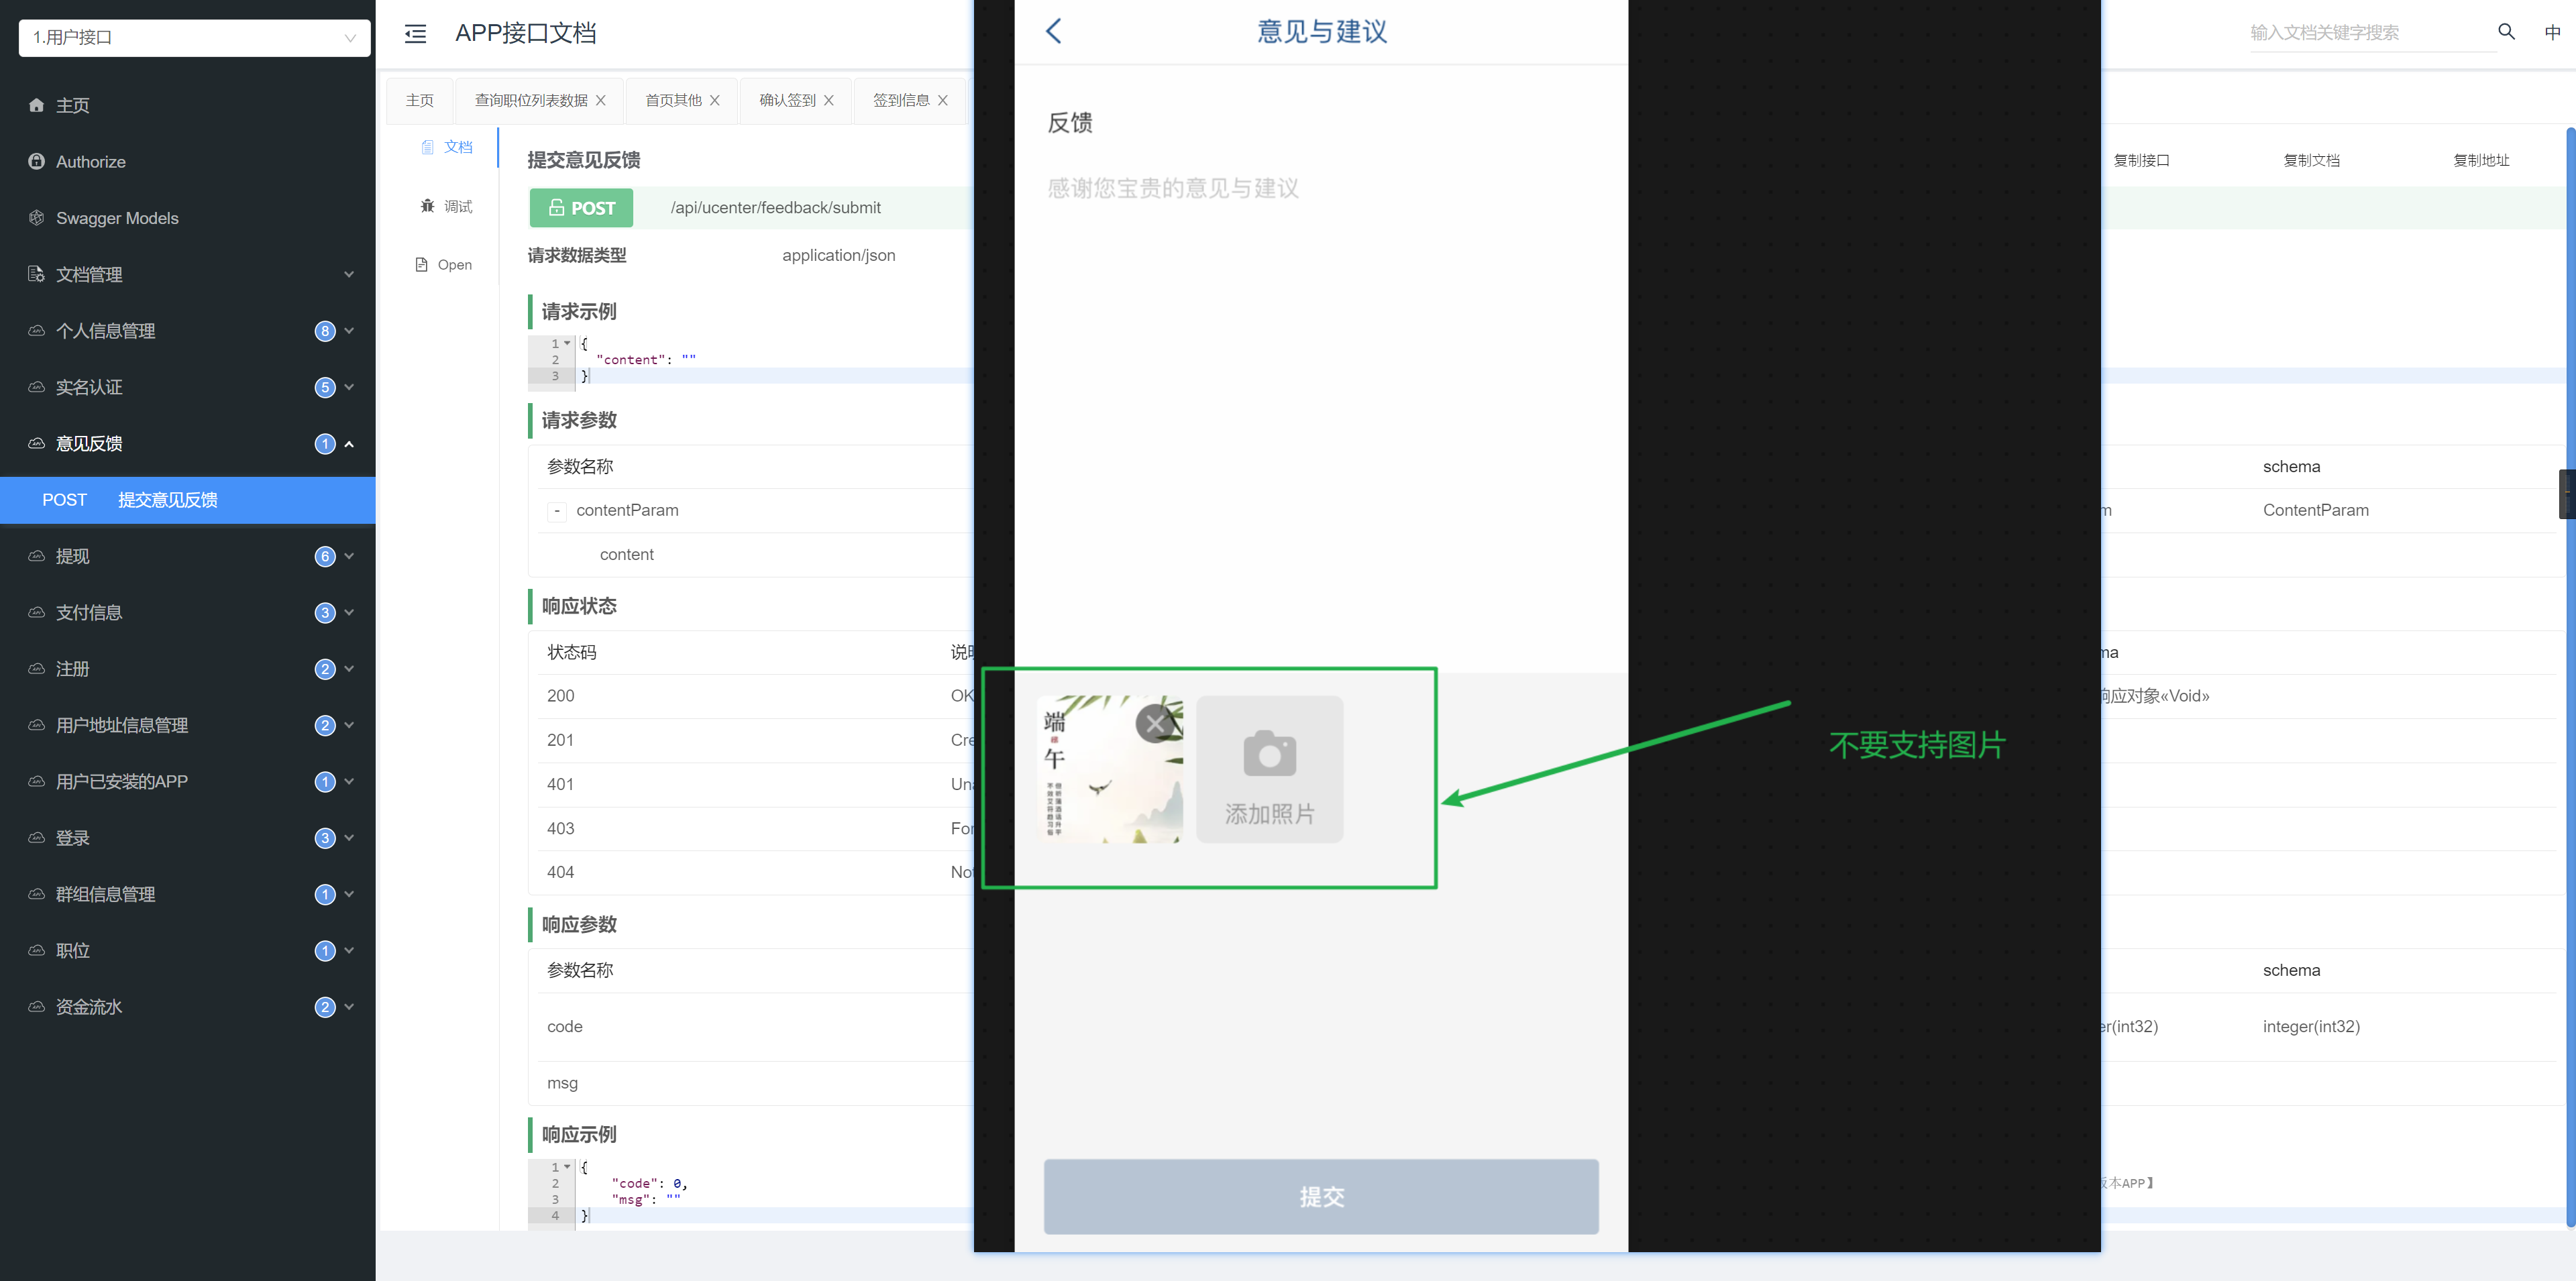 1.用户接口
主页
Authorize
Swagger Models
文档管理
个人信息管理 8
实名认证 5
意见反馈 1
POST 提交意见反馈
提现 6
支付信息 3
注册 2
用户地址信息管理 2
用户已安装的APP 1
登录 3
群组信息管理 1
职位 1
资金流水 2
APP接口文档
输入文档关键字搜索
中
主页
查询职位列表数据
首页其他
确认签到
签到信息
文档
调试
Open
提交意见反馈
复制接口 复制文档 复制地址
POST /api/ucenter/feedback/submit
请求数据类型 application/json
请求示例
1 {
2 "content": ""
3 }
请求参数
参数名称 schema
- contentParam m ContentParam
content
响应状态
状态码 说明 ma
200 OK 响应对象«Void»
201 Cre
401 Una
403 For
404 No
响应参数
参数名称 schema
code er(int32) integer(int32)
msg
响应示例
1 {
2 "code": 0,
3 "msg": ""
4 }
版本APP】
意见与建议
反馈
感谢您宝贵的意见与建议
端
午
添加照片
提交
不要支持图片